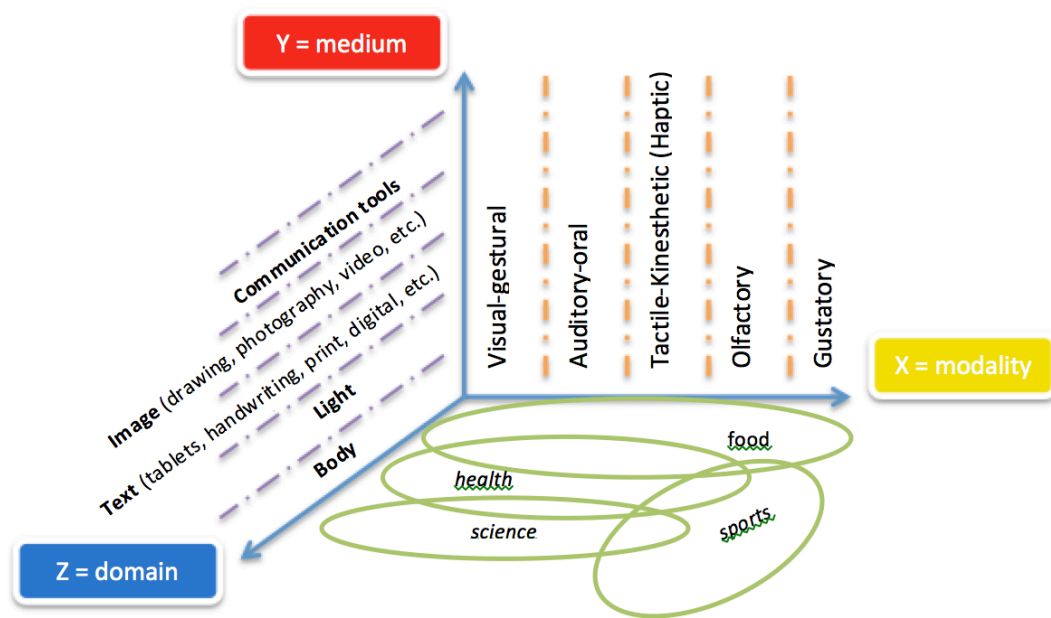 Y = medium
Communication tools
Image (drawing, photography, video, etc.)
Text (tablets, handwriting, print, digital, etc.)
Light
Body
Visual-gestural
Auditory-oral
Tactile-Kinesthetic (Haptic)
Olfactory
Gustatory
X = modality
food
health
science
sports
Z = domain